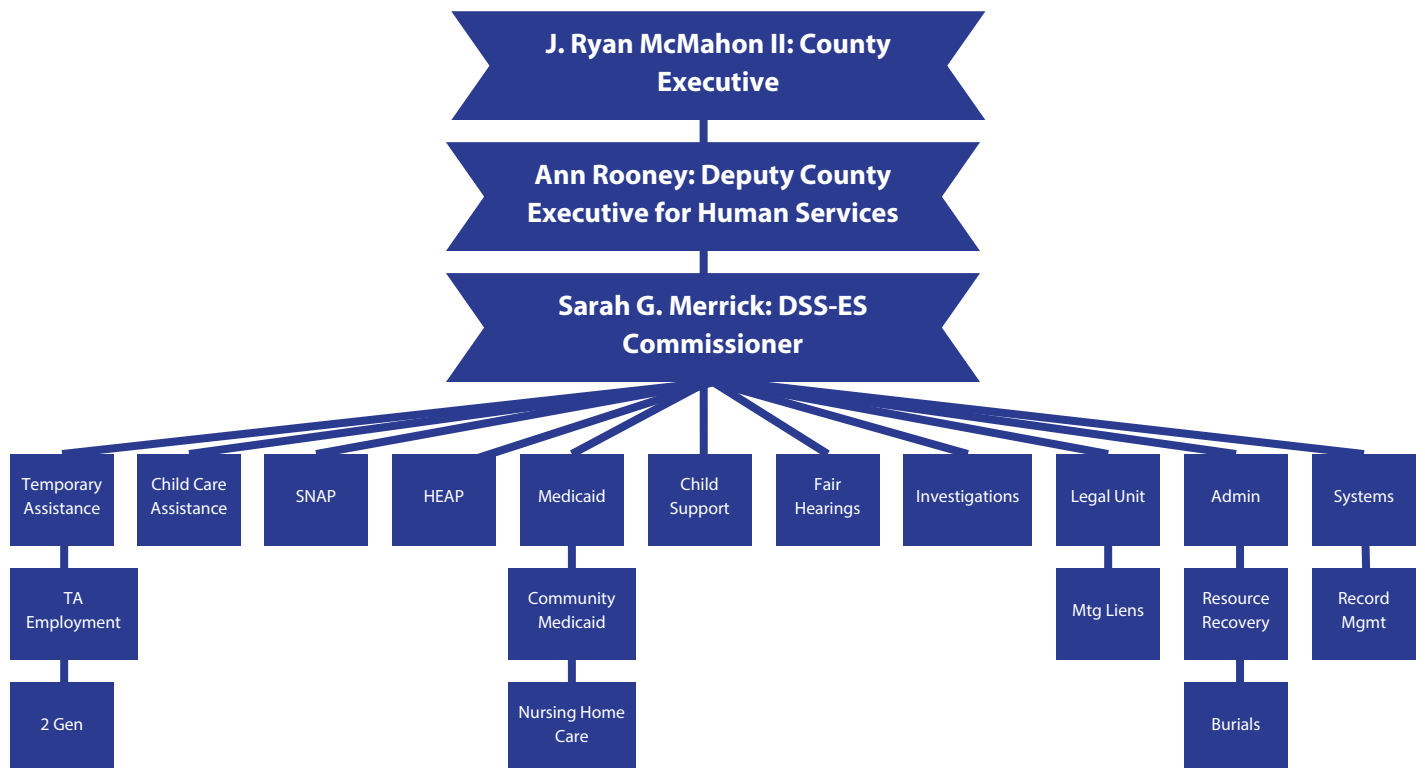 J. Ryan McMahon II: County
Executive
Ann Rooney: Deputy County
Executive for Human Services
Sarah G. Merrick: DSS-ES
Commissioner
Temporary
Assistance
Child Care
Assistance
SNAP
HEAP
Medicaid
Child
Support
Fair
Hearings
Investigations
Legal Unit
Admin
Systems
TA
Employment
Community
Medicaid
Mtg Liens
Resource
Recovery
Record
Mgmt
2 Gen
Nursing Home
Care
Burials